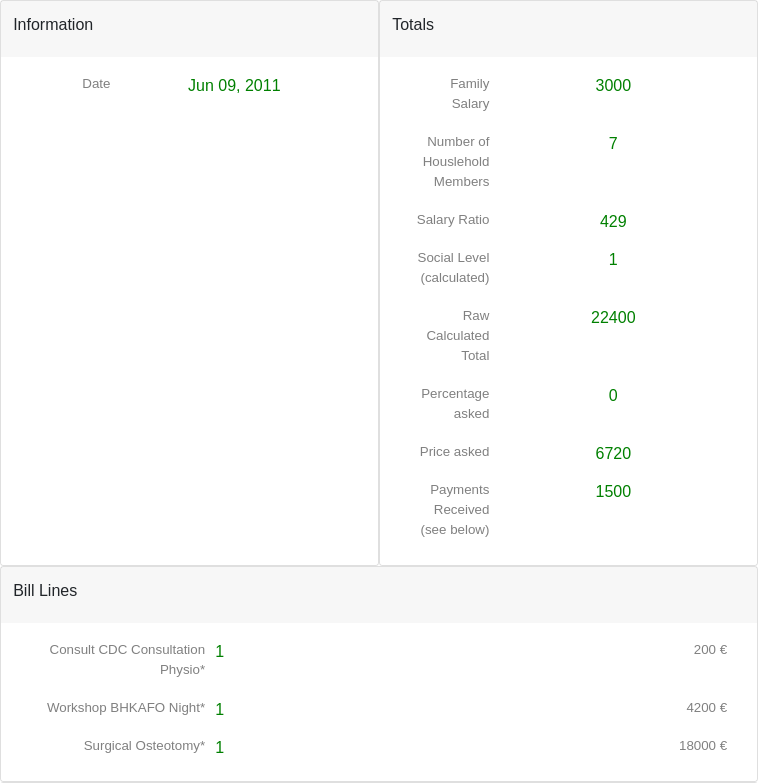 Information
Date Jun 09, 2011
Totals
Family 3000
Salary
Number of 7
Houslehold
Members
Salary Ratio 429
Social Level 1
(calculated)
Raw 22400
Calculated
Total
Percentage 0
asked
Price asked 6720
Payments 1500
Received
(see below)
Bill Lines
Consult CDC Consultation 1 200 €
Physio*
Workshop BHKAFO Night* 1 4200 €
Surgical Osteotomy* 1 18000 €